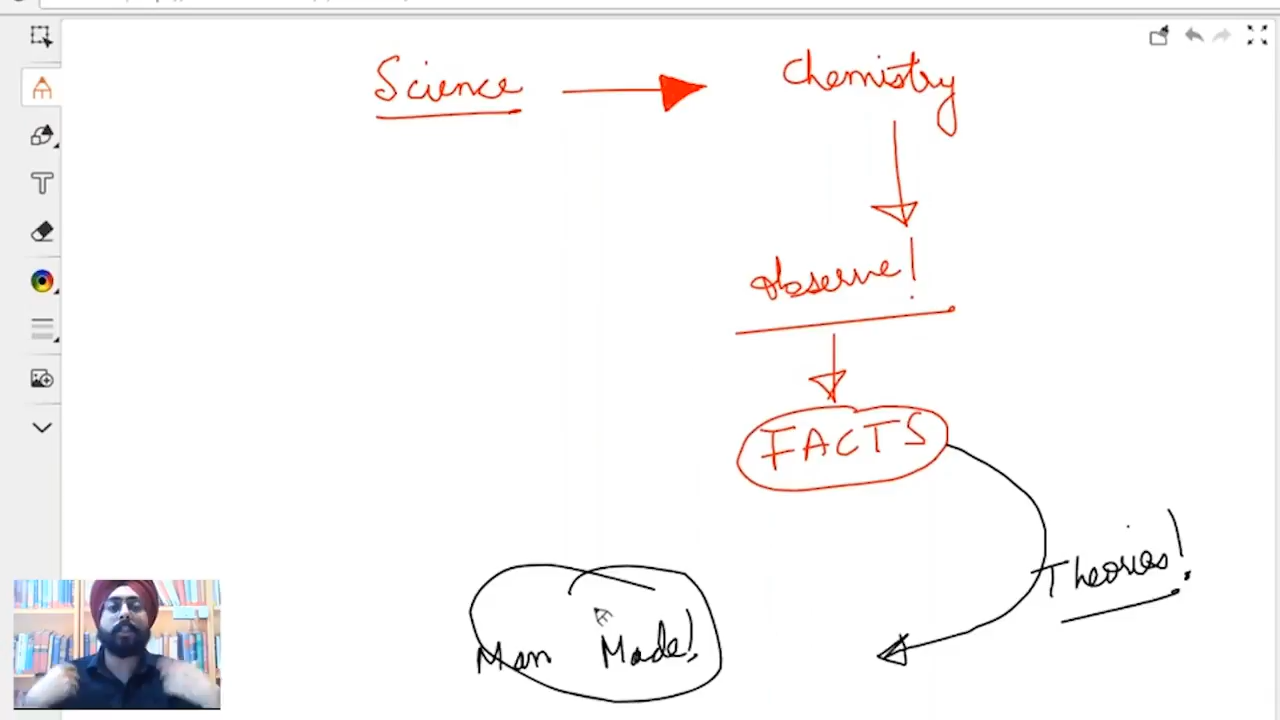 Science → Chemistry
Observe!
FACTS
Theories!
Man Made!